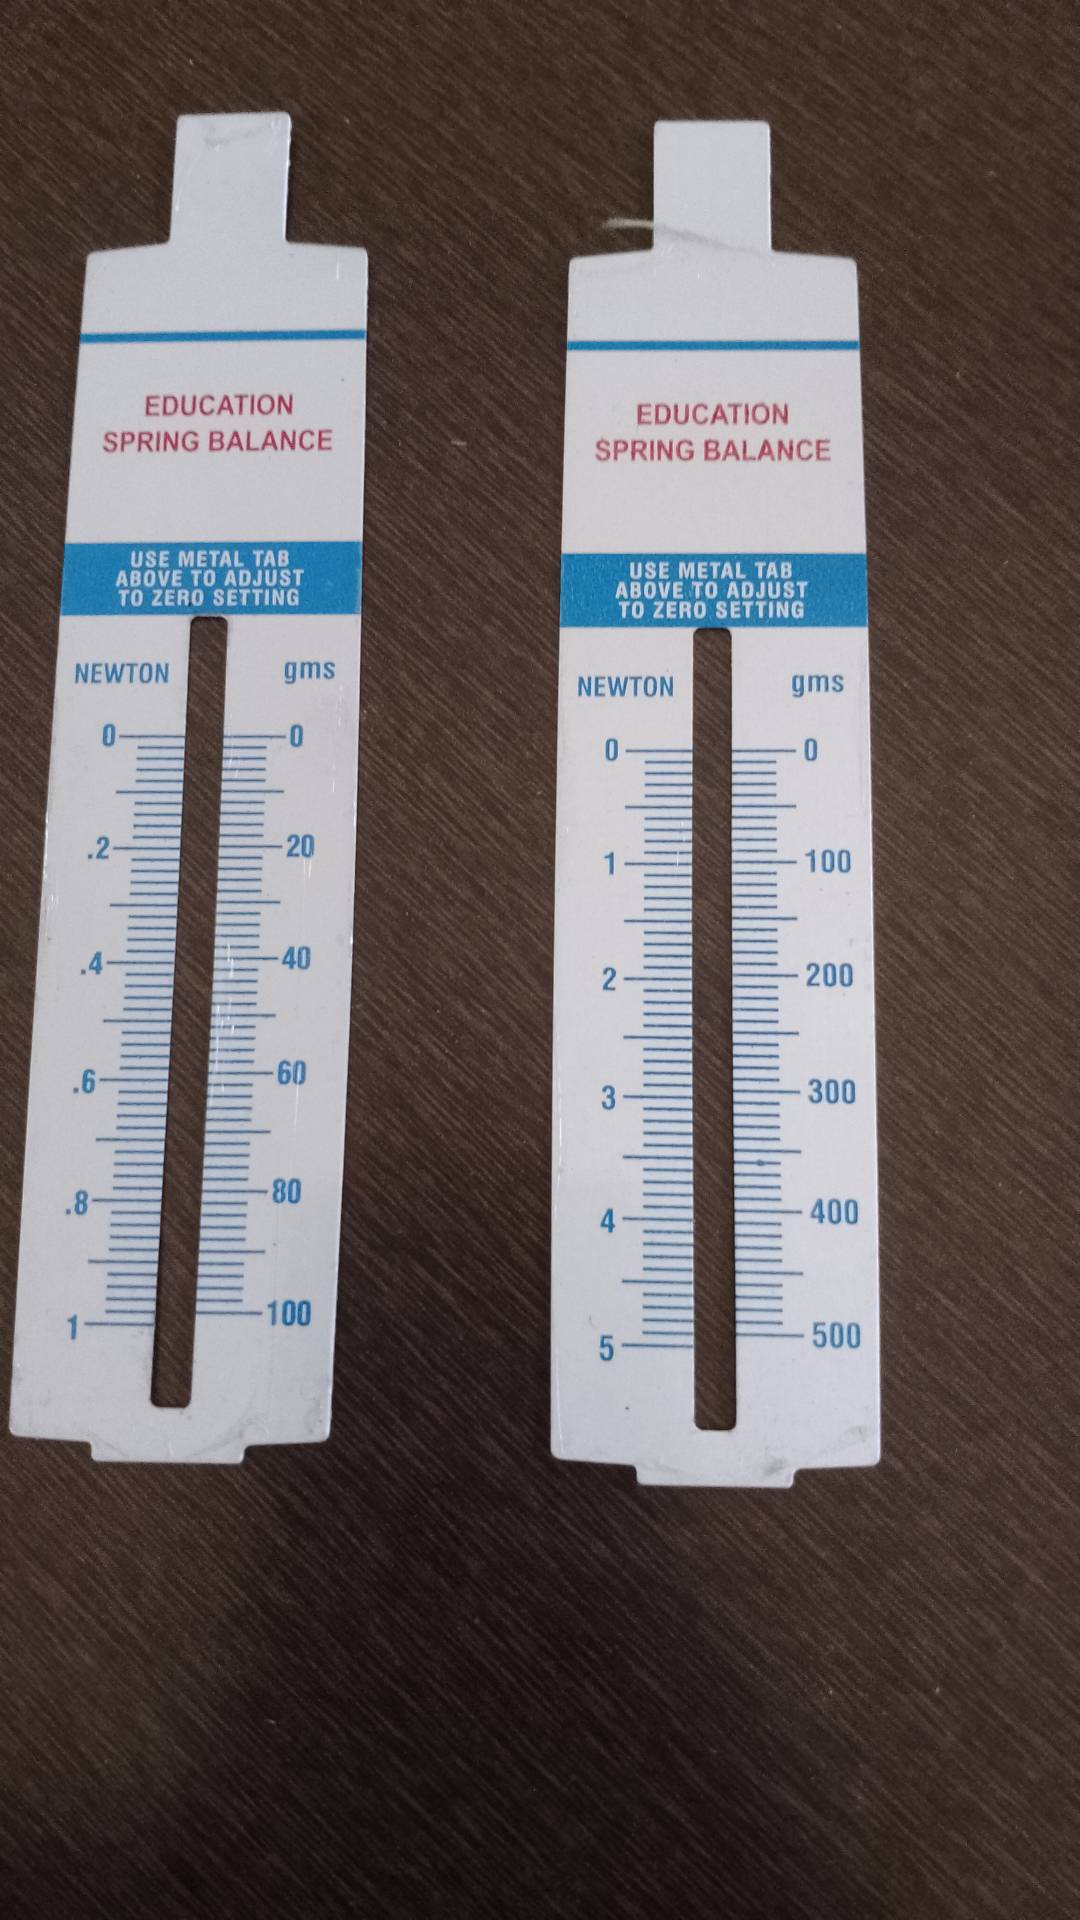 EDUCATION
SPRING BALANCE
USE METAL TAB
ABOVE TO ADJUST
TO ZERO SETTING
NEWTON gms
0 0
.2 20
.4 40
.6 60
.8 80
1 100
EDUCATION
SPRING BALANCE
USE METAL TAB
ABOVE TO ADJUST
TO ZERO SETTING
NEWTON gms
0 0
1 100
2 200
3 300
4 400
5 500